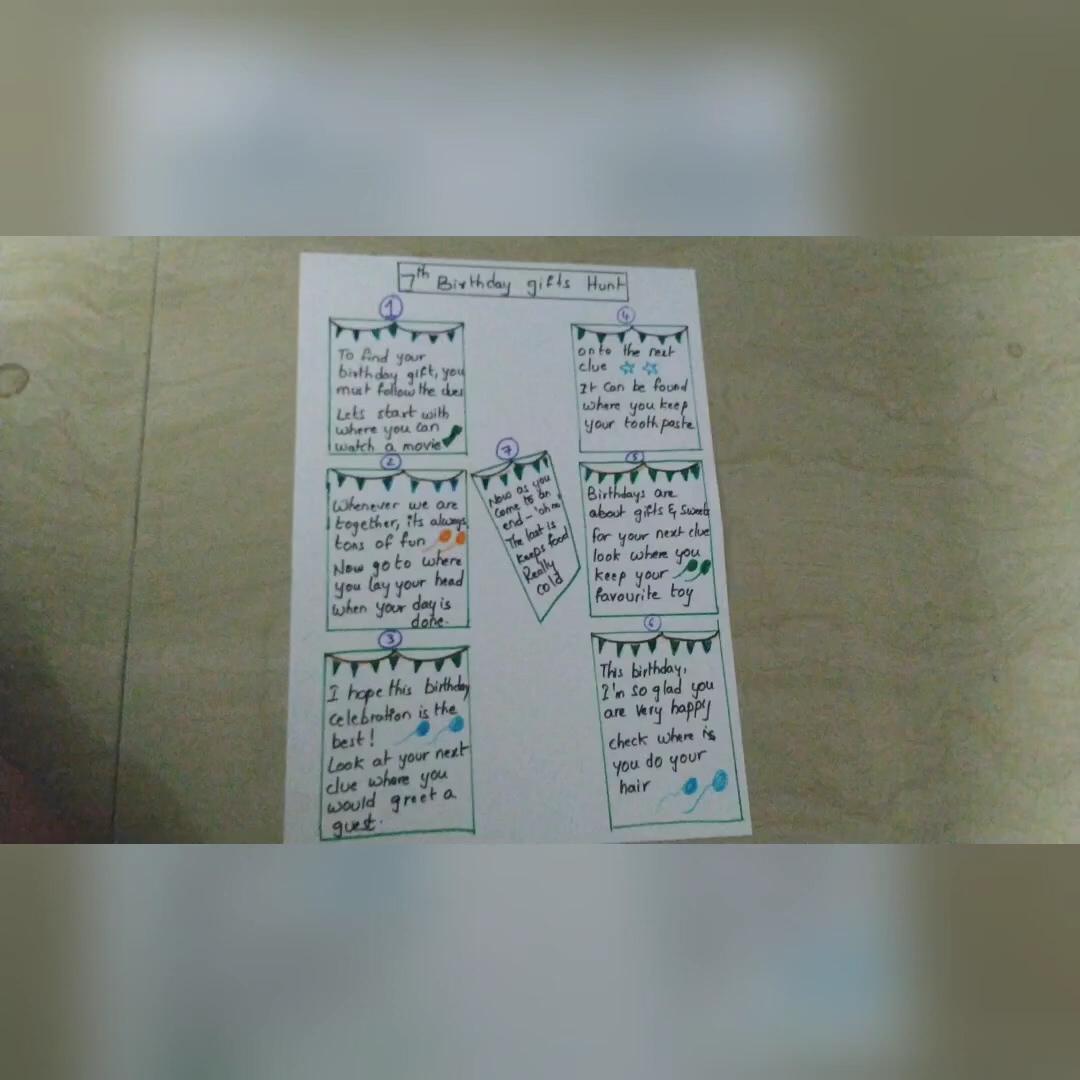 7th Birthday gifts Hunt
1
To find your
birthday gift, you
must follow the clues
Lets start with
where you can
watch a movie
2
Whenever we are
together, its always
tons of fun
Now go to where
you lay your head
when your day is
done.
3
I hope this birthday
celebration is the
best!
Look at your next
clue where you
would greet a
guest.
4
onto the next
clue
It can be found
where you keep
your toothpaste
5
Birthdays are
about gifts & sweets
for your next clue
look where you
keep your
favourite toy
6
This birthday,
I'm so glad you
are very happy
check where is
you do your
hair
7
Now as you
come to an
end - 'oh no
The last is
keeps food
Really
cold